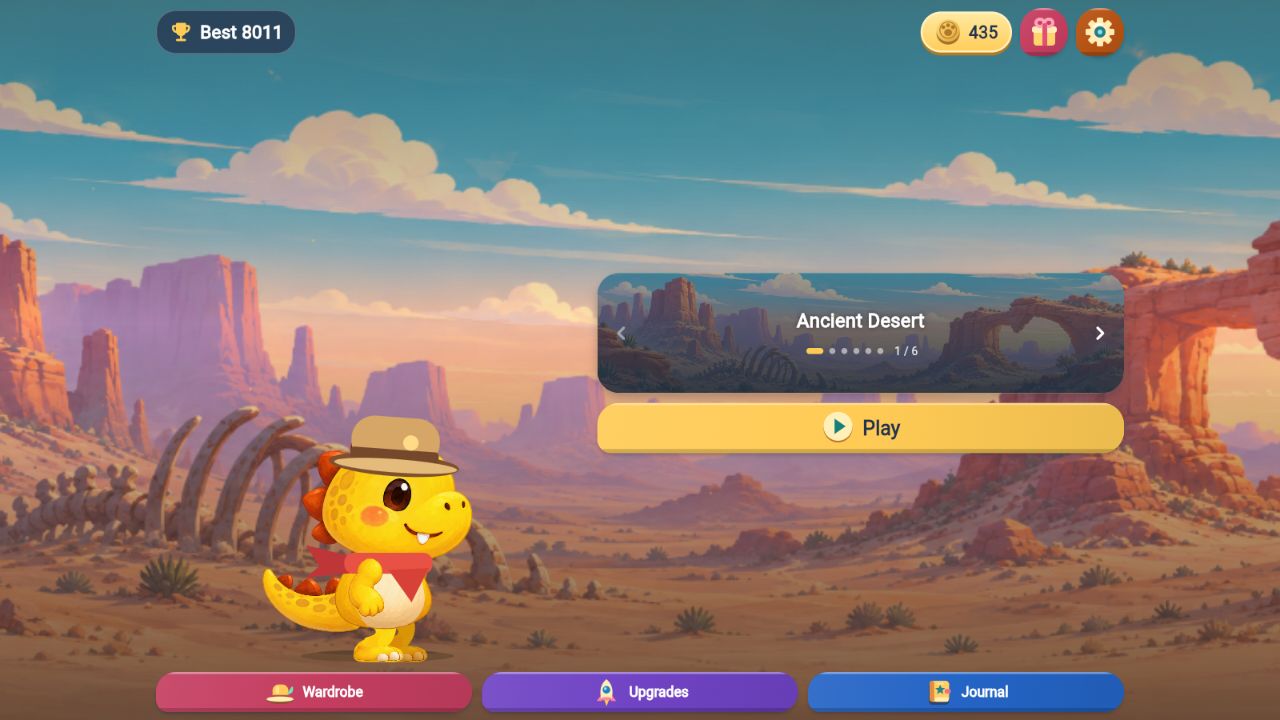 Best 8011
435
Ancient Desert
1 / 6
Play
Wardrobe
Upgrades
Journal